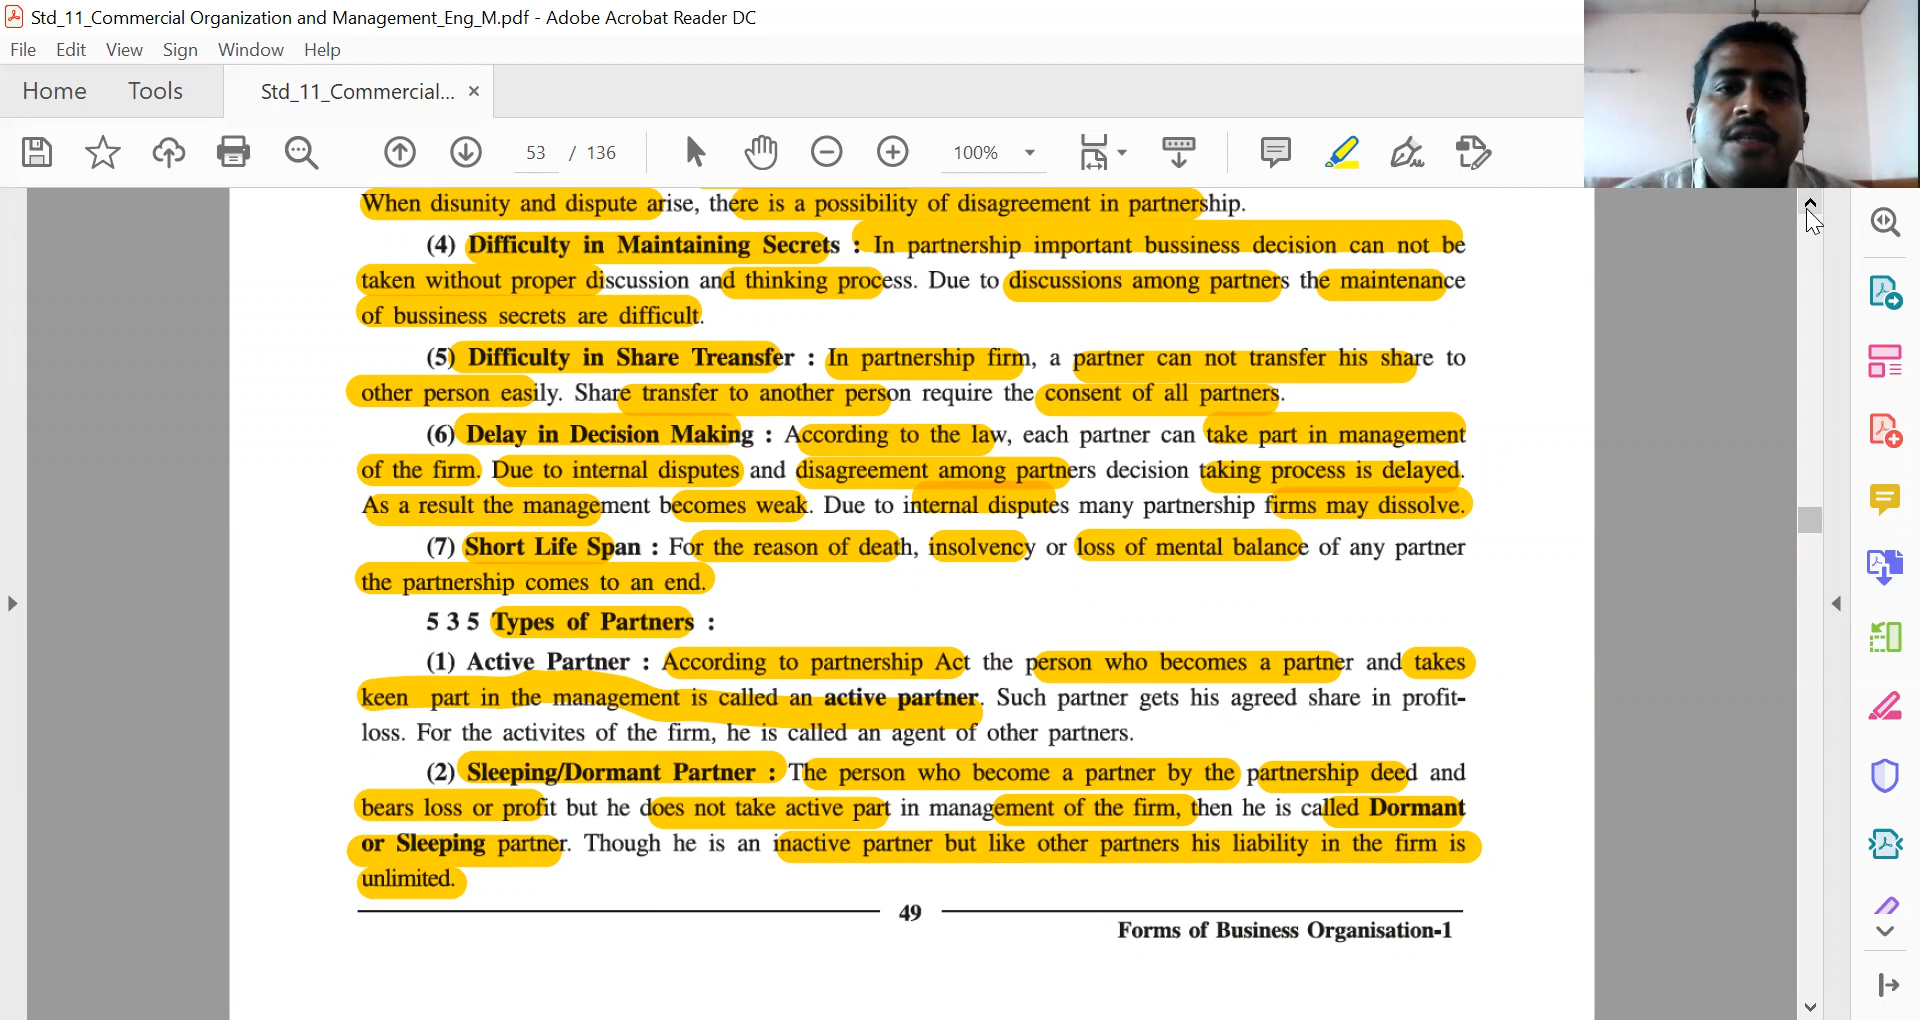 Std_11_Commercial Organization and Management_Eng_M.pdf - Adobe Acrobat Reader DC
File Edit View Sign Window Help
Home Tools Std_11_Commercial... ×
53 / 136 100%
When disunity and dispute arise, there is a possibility of disagreement in partnership.
(4) Difficulty in Maintaining Secrets : In partnership important bussiness decision can not be
taken without proper discussion and thinking process. Due to discussions among partners the maintenance
of bussiness secrets are difficult.
(5) Difficulty in Share Treansfer : In partnership firm, a partner can not transfer his share to
other person easily. Share transfer to another person require the consent of all partners.
(6) Delay in Decision Making : According to the law, each partner can take part in management
of the firm. Due to internal disputes and disagreement among partners decision taking process is delayed.
As a result the management becomes weak. Due to internal disputes many partnership firms may dissolve.
(7) Short Life Span : For the reason of death, insolvency or loss of mental balance of any partner
the partnership comes to an end.
5 3 5 Types of Partners :
(1) Active Partner : According to partnership Act the person who becomes a partner and takes
keen part in the management is called an active partner. Such partner gets his agreed share in profit-
loss. For the activites of the firm, he is called an agent of other partners.
(2) Sleeping/Dormant Partner : The person who become a partner by the partnership deed and
bears loss or profit but he does not take active part in management of the firm, then he is called Dormant
or Sleeping partner. Though he is an inactive partner but like other partners his liability in the firm is
unlimited.
49
Forms of Business Organisation-1